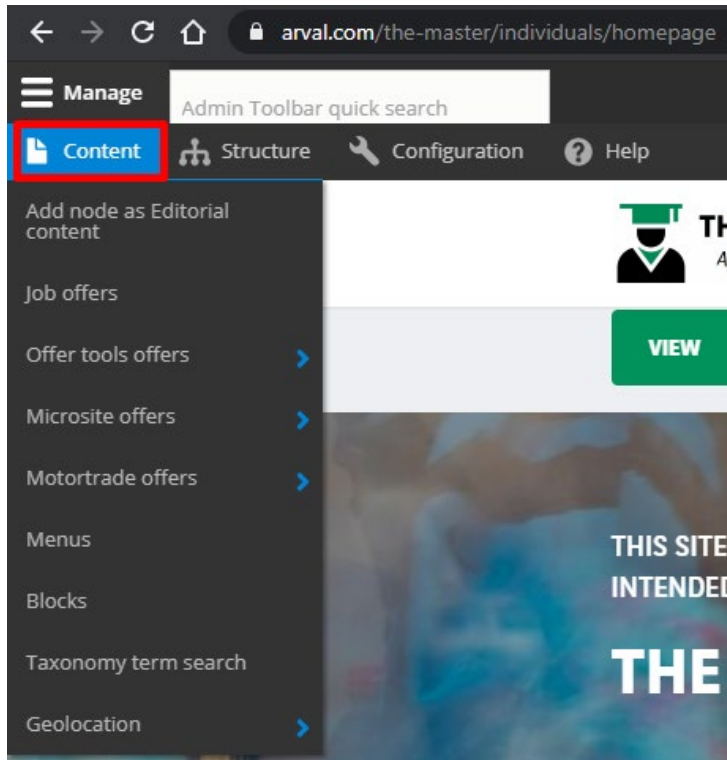 arval.com/the-master/individuals/homepage
Manage
Admin Toolbar quick search
Content
Structure
Configuration
Help
Add node as Editorial
content
Job offers
Offer tools offers
Microsite offers
Motortrade offers
Menus
Blocks
Taxonomy term search
Geolocation
TH
A
VIEW
THIS SITE
INTENDED
THE